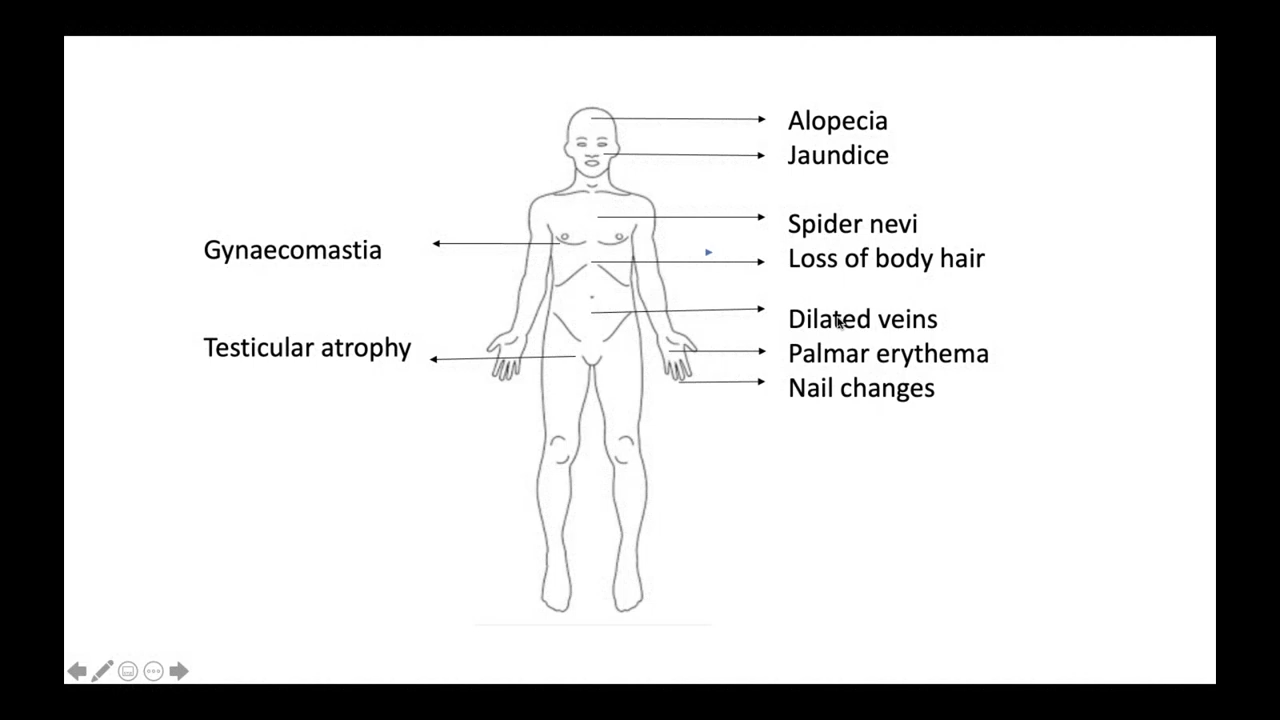 Alopecia
Jaundice
Spider nevi
Gynaecomastia
Loss of body hair
Dilated veins
Testicular atrophy
Palmar erythema
Nail changes